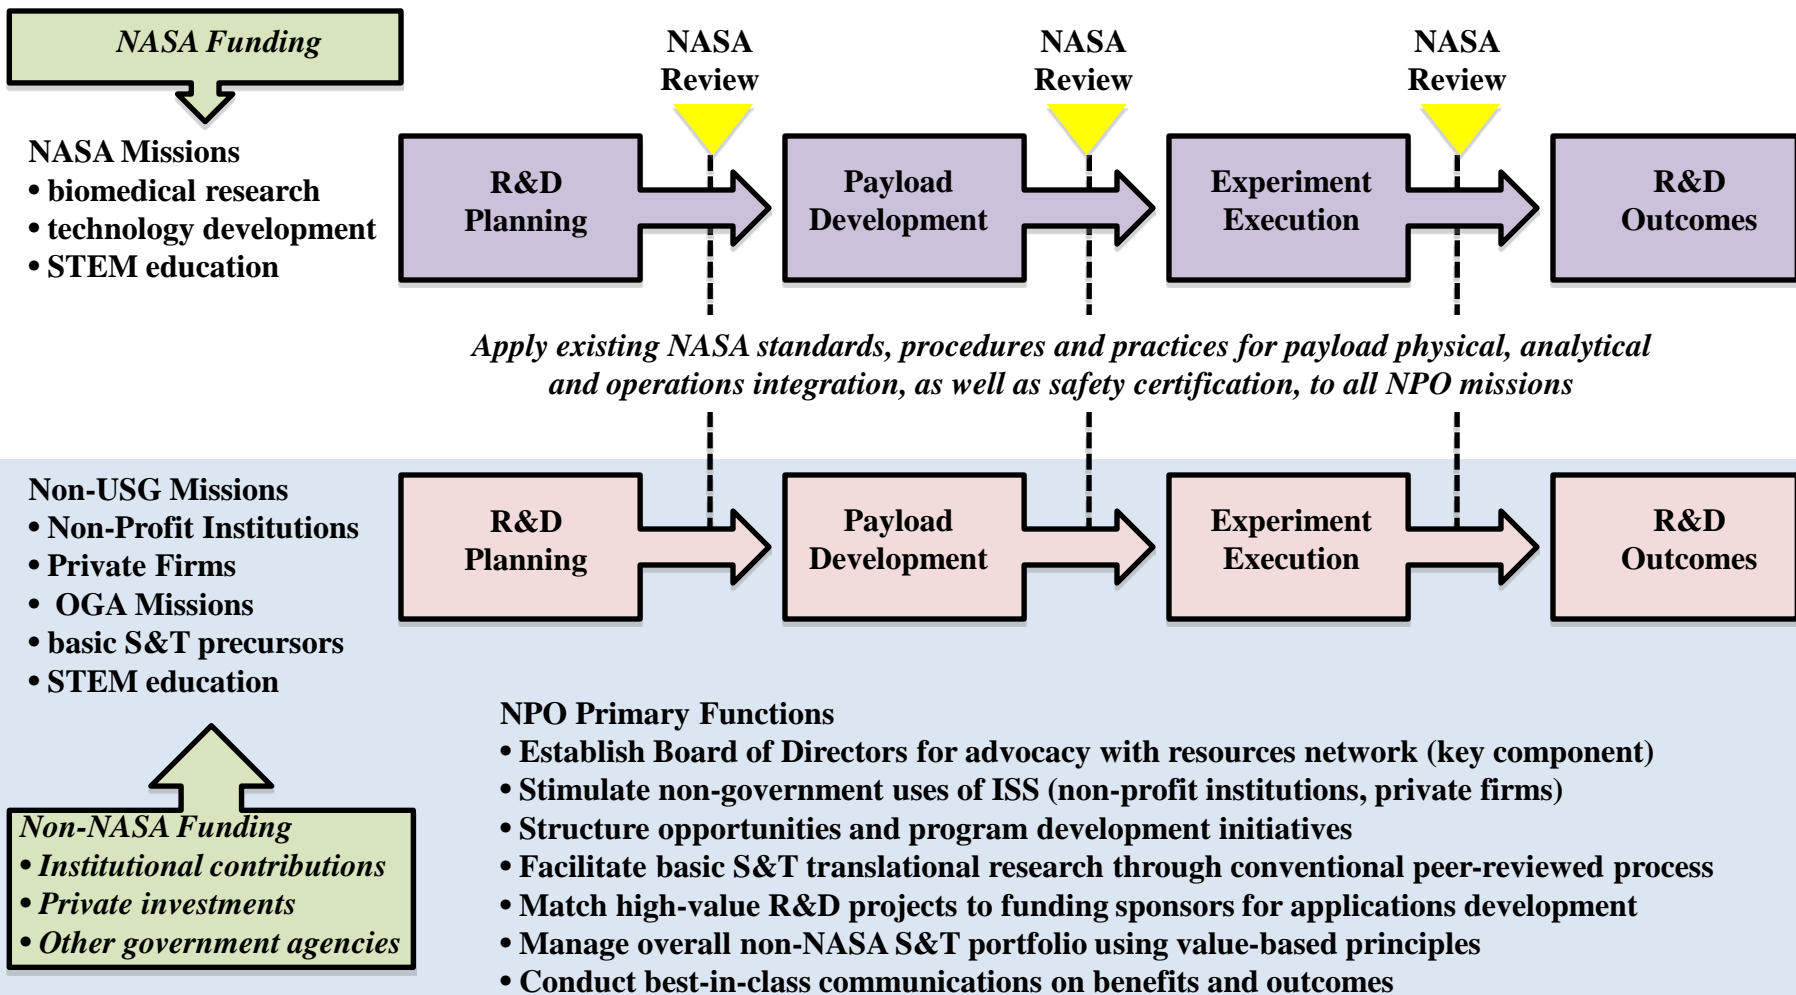 NASA Funding
NASA
Review
NASA
Review
NASA
Review
NASA Missions
• biomedical research
• technology development
• STEM education
R&D
Planning
Payload
Development
Experiment
Execution
R&D
Outcomes
Apply existing NASA standards, procedures and practices for payload physical, analytical
and operations integration, as well as safety certification, to all NPO missions
Non-USG Missions
• Non-Profit Institutions
• Private Firms
• OGA Missions
• basic S&T precursors
• STEM education
R&D
Planning
Payload
Development
Experiment
Execution
R&D
Outcomes
Non-NASA Funding
• Institutional contributions
• Private investments
• Other government agencies
NPO Primary Functions
• Establish Board of Directors for advocacy with resources network (key component)
• Stimulate non-government uses of ISS (non-profit institutions, private firms)
• Structure opportunities and program development initiatives
• Facilitate basic S&T translational research through conventional peer-reviewed process
• Match high-value R&D projects to funding sponsors for applications development
• Manage overall non-NASA S&T portfolio using value-based principles
• Conduct best-in-class communications on benefits and outcomes